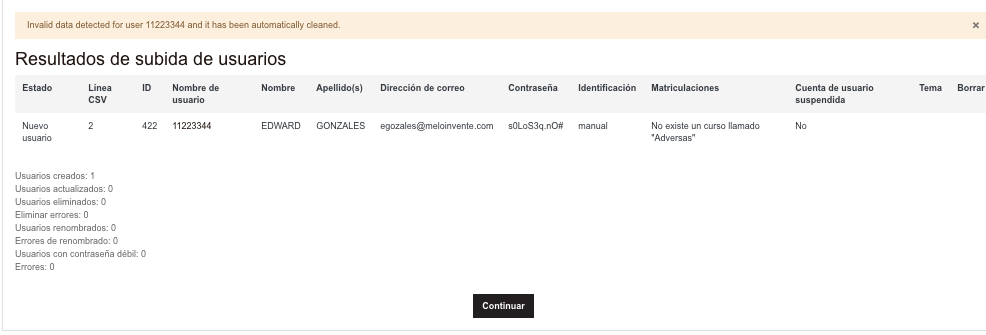 Invalid data detected for user 11223344 and it has been automatically cleaned. ×
Resultados de subida de usuarios
Estado Línea CSV ID Nombre de usuario Nombre Apellido(s) Dirección de correo Contraseña Identificación Matriculaciones Cuenta de usuario suspendida Tema Borrar
Nuevo usuario 2 422 11223344 EDWARD GONZALES egozales@meloinvente.com s0LoS3q.nO# manual No existe un curso llamado "Adversas" No
Usuarios creados: 1
Usuarios actualizados: 0
Usuarios eliminados: 0
Eliminar errores: 0
Usuarios renombrados: 0
Errores de renombrado: 0
Usuarios con contraseña débil: 0
Errores: 0
Continuar